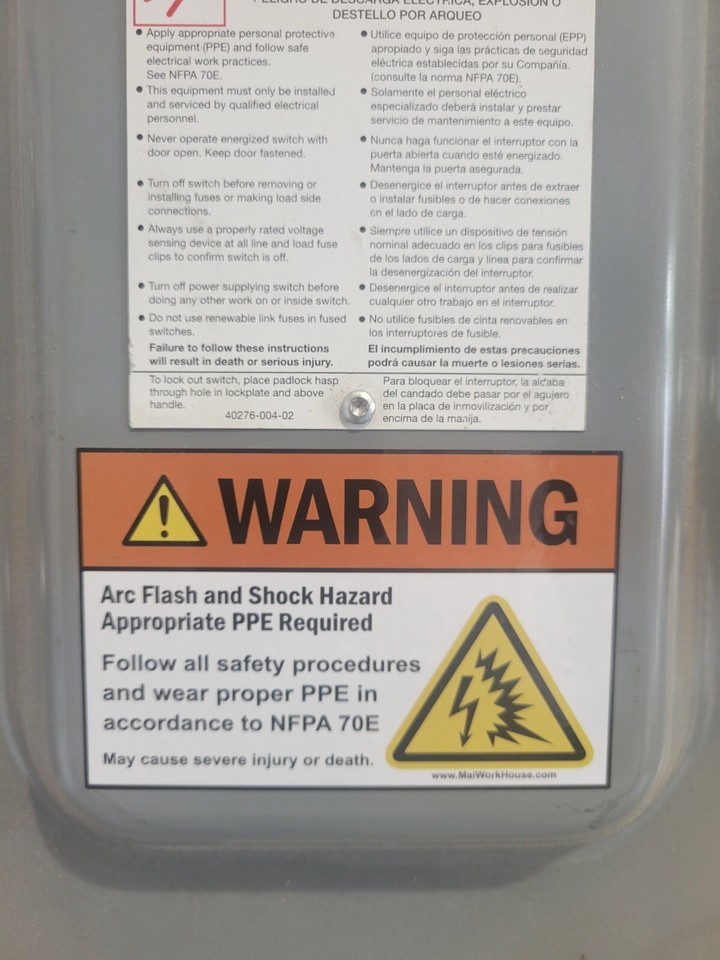 PELIGRO DE DESCARGA ELÉCTRICA, EXPLOSIÓN O
DESTELLO POR ARQUEO
• Apply appropriate personal protective
equipment (PPE) and follow safe
electrical work practices.
See NFPA 70E.
• This equipment must only be installed
and serviced by qualified electrical
personnel.
• Never operate energized switch with
door open. Keep door fastened.
• Turn off switch before removing or
installing fuses or making load side
connections.
• Always use a properly rated voltage
sensing device at all line and load fuse
clips to confirm switch is off.
• Turn off power supplying switch before
doing any other work on or inside switch.
• Do not use renewable link fuses in fused
switches.
Failure to follow these instructions
will result in death or serious injury.
• Utilice equipo de protección personal (EPP)
apropiado y siga las prácticas de seguridad
eléctrica establecidas por su Compañía.
(consulte la norma NFPA 70E).
• Solamente el personal eléctrico
especializado deberá instalar y prestar
servicio de mantenimiento a este equipo.
• Nunca haga funcionar el interruptor con la
puerta abierta cuando esté energizado.
Mantenga la puerta asegurada.
• Desenergice el interruptor antes de extraer
o instalar fusibles o de hacer conexiones
en el lado de carga.
• Siempre utilice un dispositivo de tensión
nominal adecuado en los clips para fusibles
de los lados de carga y línea para confirmar
la desenergización del interruptor.
• Desenergice el interruptor antes de realizar
cualquier otro trabajo en el interruptor.
• No utilice fusibles de cinta renovables en
los interruptores de fusible.
El incumplimiento de estas precauciones
podrá causar la muerte o lesiones serias.
To lock out switch, place padlock hasp
through hole in lockplate and above
handle.
40276-004-02
Para bloquear el interruptor, la aldaba
del candado debe pasar por el agujero
en la placa de inmovilización y por
encima de la manija.
WARNING
Arc Flash and Shock Hazard
Appropriate PPE Required
Follow all safety procedures
and wear proper PPE in
accordance to NFPA 70E
May cause severe injury or death.
www.MaiWorkHouse.com